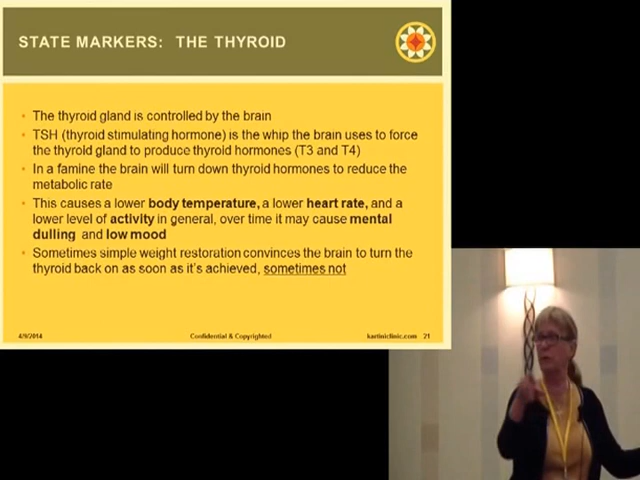 STATE MARKERS: THE THYROID
• The thyroid gland is controlled by the brain
• TSH (thyroid stimulating hormone) is the whip the brain uses to force
the thyroid gland to produce thyroid hormones (T3 and T4)
• In a famine the brain will turn down thyroid hormones to reduce the
metabolic rate
• This causes a lower body temperature, a lower heart rate, and a
lower level of activity in general, over time it may cause mental
dulling and low mood
• Sometimes simple weight restoration convinces the brain to turn the
thyroid back on as soon as it's achieved, sometimes not
4/9/2014 Confidential & Copyrighted kartiniclinic.com 21